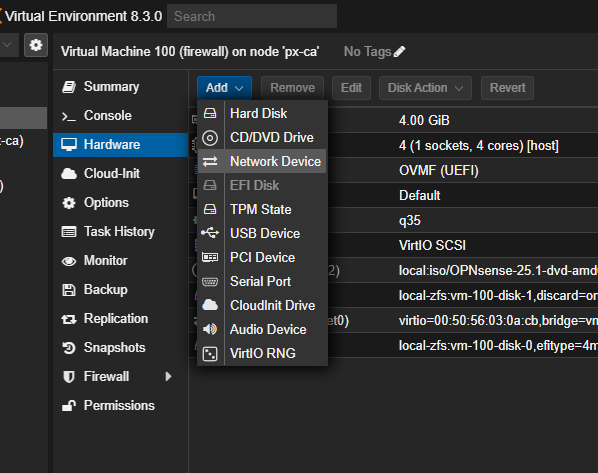 Virtual Environment 8.3.0 Search
Virtual Machine 100 (firewall) on node 'px-ca' No Tags
Summary
Console
Hardware
Cloud-Init
Options
Task History
Monitor
Backup
Replication
Snapshots
Firewall
Permissions
Add Remove Edit Disk Action Revert
Hard Disk
CD/DVD Drive
Network Device
EFI Disk
TPM State
USB Device
PCI Device
Serial Port
CloudInit Drive
Audio Device
VirtIO RNG
4.00 GiB
4 (1 sockets, 4 cores) [host]
OVMF (UEFI)
Default
q35
VirtIO SCSI
2) local:iso/OPNsense-25.1-dvd-amd
local-zfs:vm-100-disk-1,discard=on
et0) virtio=00:50:56:03:0a:cb,bridge=vm
local-zfs:vm-100-disk-0,efitype=4m
-ca)
)